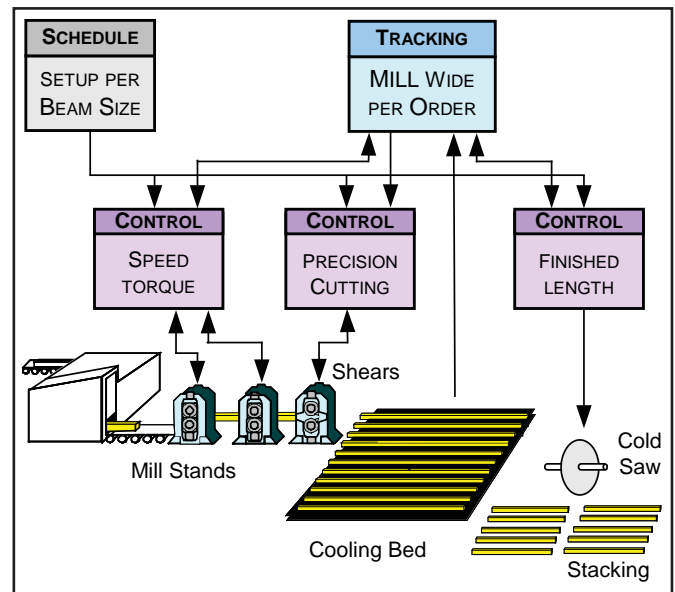 SCHEDULE
SETUP PER
BEAM SIZE
TRACKING
MILL WIDE
PER ORDER
CONTROL
SPEED
TORQUE
CONTROL
PRECISION
CUTTING
CONTROL
FINISHED
LENGTH
Shears
Mill Stands
Cooling Bed
Cold
Saw
Stacking